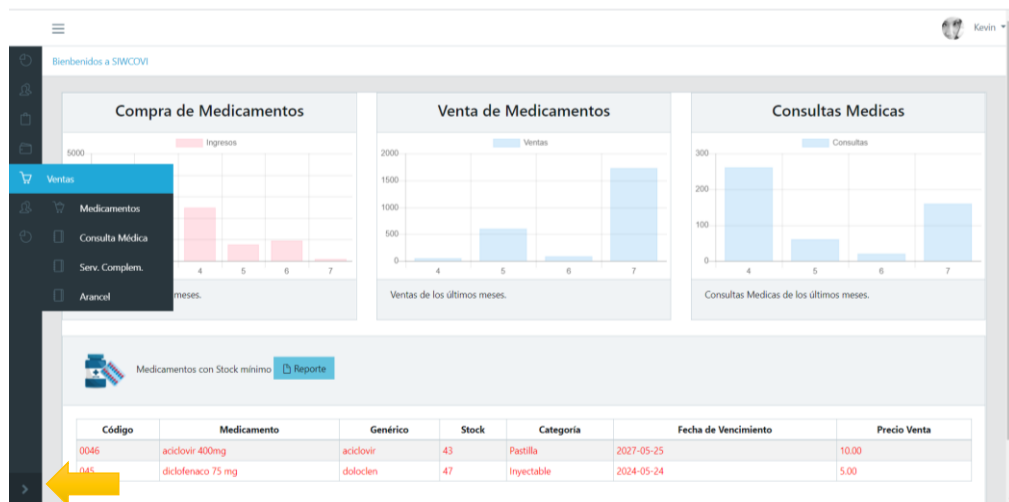 Kevin
Bienbenidos a SIWCOVI
Compra de Medicamentos
Ingresos
5000
4 5 6 7
meses.
Venta de Medicamentos
Ventas
2000
1500
1000
500
0
4 5 6 7
Ventas de los últimos meses.
Consultas Medicas
Consultas
300
200
100
0
4 5 6 7
Consultas Medicas de los últimos meses.
Ventas
Medicamentos
Consulta Médica
Serv. Complem.
Arancel
Medicamentos con Stock mínimo Reporte
Código Medicamento Genérico Stock Categoría Fecha de Vencimiento Precio Venta
0046 aciclovir 400mg aciclovir 43 Pastilla 2027-05-25 10.00
045 diclofenaco 75 mg doloclen 47 Inyectable 2024-05-24 5.00